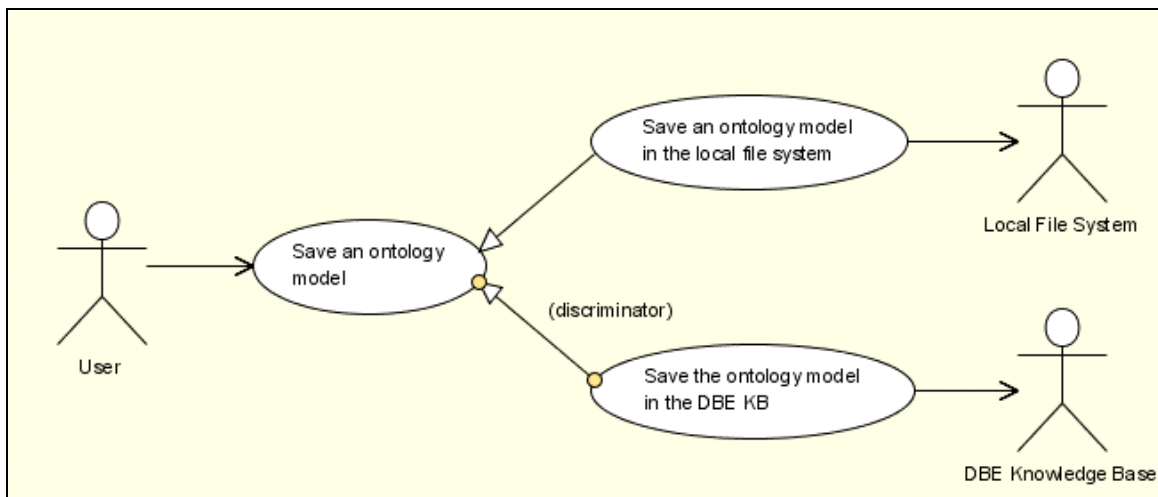 Save an ontology model
in the local file system
Local File System
Save an ontology
model
User
(discriminator)
Save the ontology model
in the DBE KB
DBE Knowledge Base